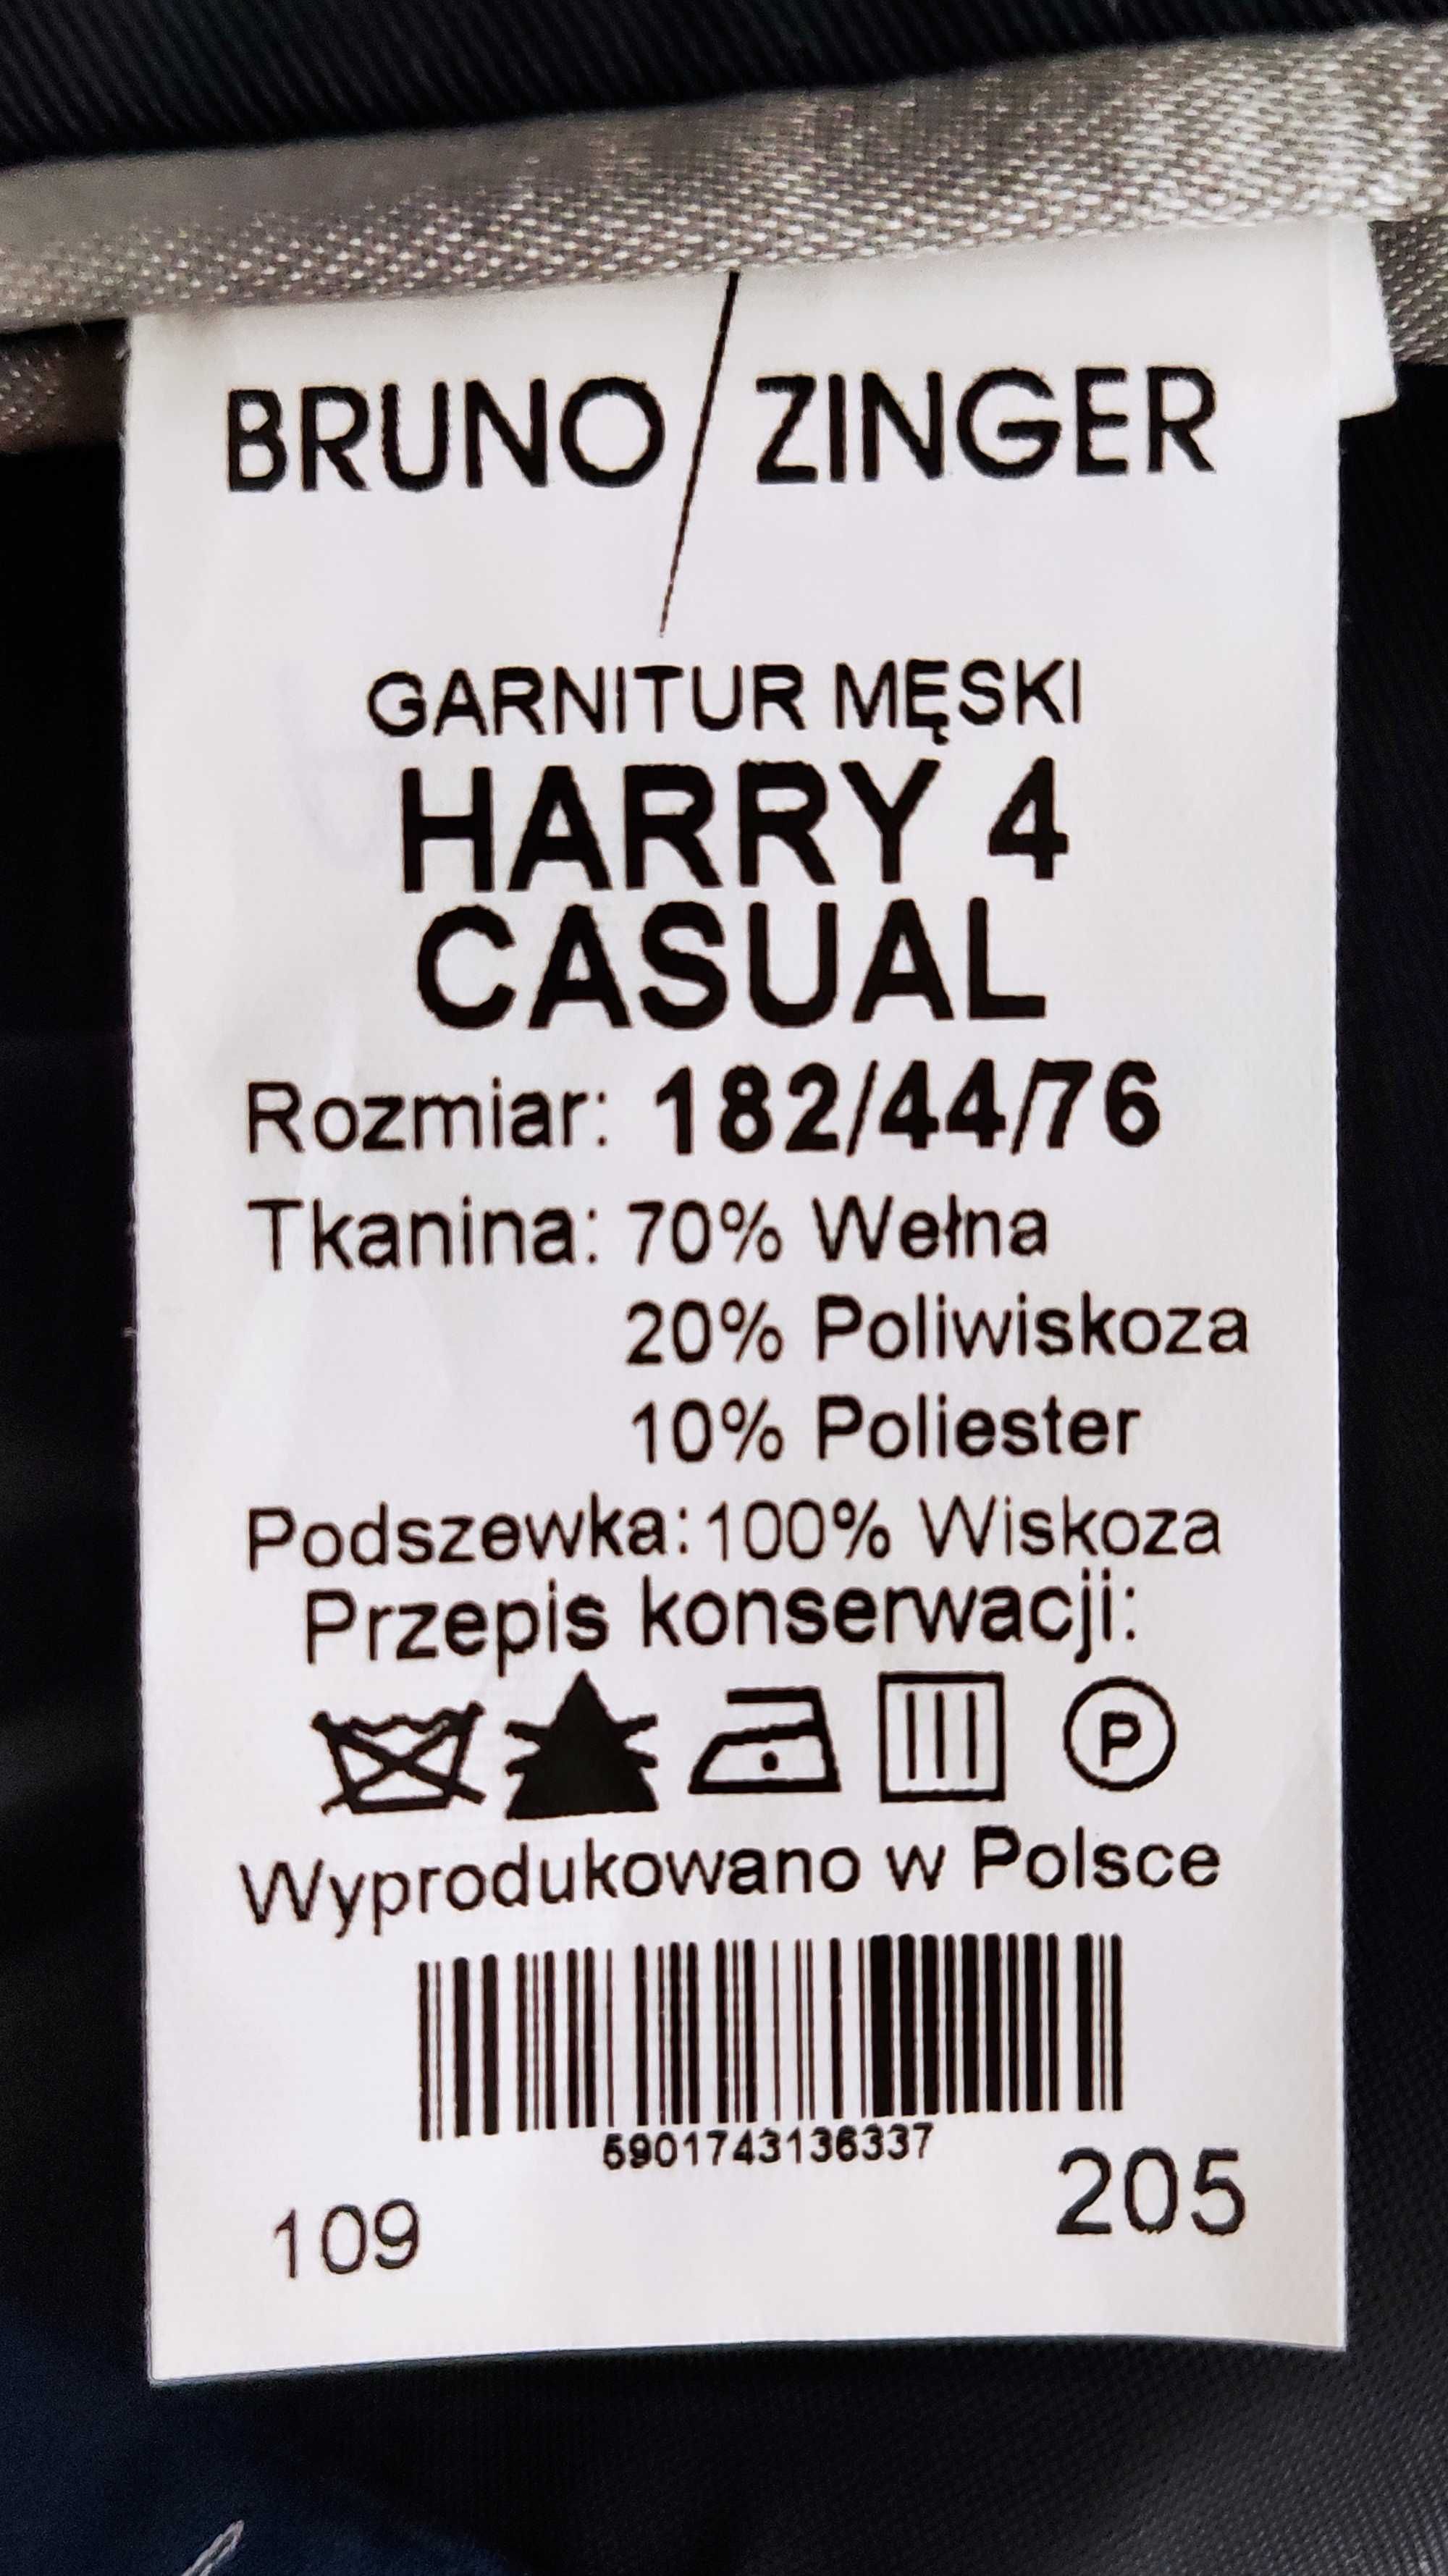 BRUNO/ZINGER
GARNITUR MĘSKI
HARRY 4
CASUAL
Rozmiar: 182/44/76
Tkanina: 70% Wełna
20% Poliwiskoza
10% Poliester
Podszewka: 100% Wiskoza
Przepis konserwacji:
P
Wyprodukowano w Polsce
5901743136337
109 205